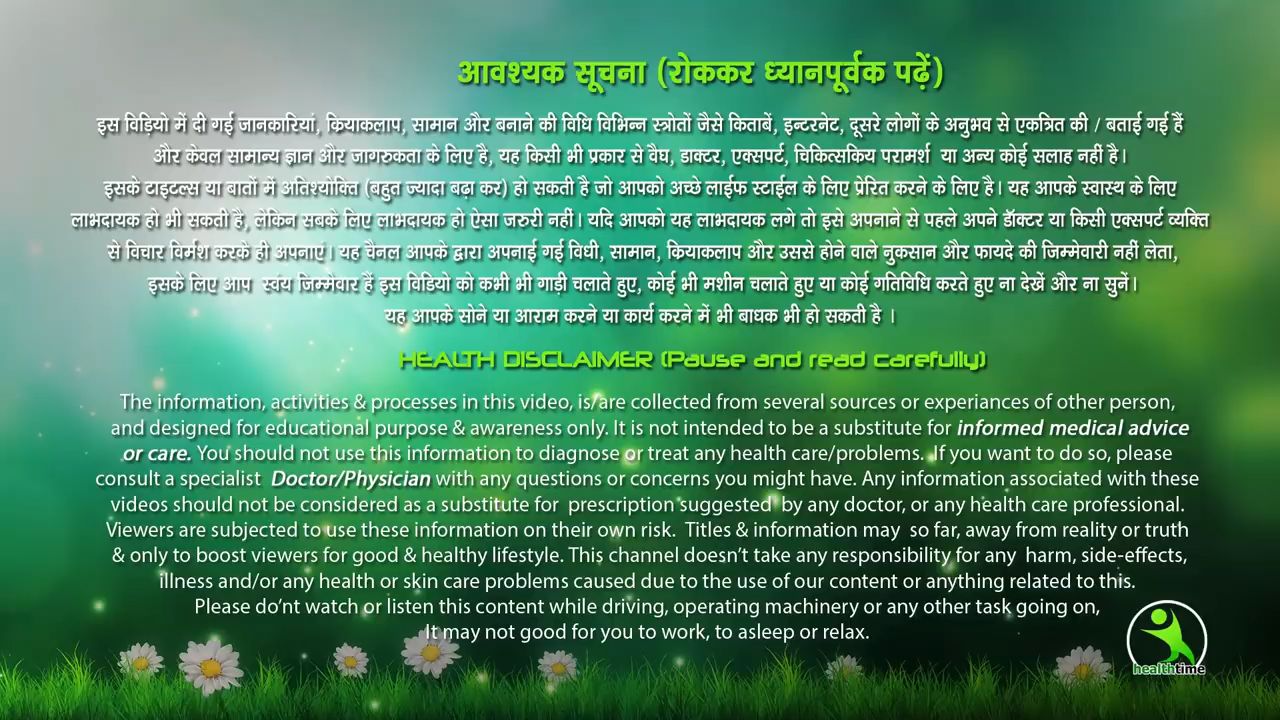 आवश्यक सूचना (रोककर ध्यानपूर्वक पढ़ें)
इस विड़ियो में दी गई जानकारियां, क्रियाकलाप, सामान और बनाने की विधि विभिन्न स्त्रोतों जैसे किताबें, इन्टरनेट, दूसरे लोगों के अनुभव से एकत्रित की / बताई गई हैं
और केवल सामान्य ज्ञान और जागरुकता के लिए है, यह किसी भी प्रकार से वैघ, डाक्टर, एक्सपर्ट, चिकित्सकिय परामर्श या अन्य कोई सलाह नहीं है।
इसके टाइटल्स या बातों में अतिश्योक्ति (बहुत ज्यादा बढ़ा कर) हो सकती है जो आपको अच्छे लाईफ स्टाईल के लिए प्रेरित करने के लिए है। यह आपके स्वास्थ के लिए
लाभदायक हो भी सकती है, लेकिन सबके लिए लाभदायक हो ऐसा जरुरी नहीं। यदि आपको यह लाभदायक लगे तो इसे अपनाने से पहले अपने डॅाक्टर या किसी एक्सपर्ट व्यक्ति
से विचार विर्मश करके ही अपनाएं। यह चैनल आपके द्वारा अपनाई गई विधी, सामान, क्रियाकलाप और उससे होने वाले नुकसान और फायदे की जिम्मेवारी नहीं लेता,
इसके लिए आप स्वंय जिम्मेवार हैं इस विडियो को कभी भी गाड़ी चलाते हुए, कोई भी मशीन चलाते हुए या कोई गतिविधि करते हुए ना देखें और ना सुनें।
यह आपके सोने या आराम करने या कार्य करने में भी बाधक भी हो सकती है ।
HEALTH DISCLAIMER (Pause and read carefully)
The information, activities & processes in this video, is/are collected from several sources or experiances of other person,
and designed for educational purpose & awareness only. It is not intended to be a substitute for informed medical advice
or care. You should not use this information to diagnose or treat any health care/problems. If you want to do so, please
consult a specialist Doctor/Physician with any questions or concerns you might have. Any information associated with these
videos should not be considered as a substitute for prescription suggested by any doctor, or any health care professional.
Viewers are subjected to use these information on their own risk. Titles & information may so far, away from reality or truth
& only to boost viewers for good & healthy lifestyle. This channel doesn't take any responsibility for any harm, side-effects,
illness and/or any health or skin care problems caused due to the use of our content or anything related to this.
Please do'nt watch or listen this content while driving, operating machinery or any other task going on,
It may not good for you to work, to asleep or relax.
healthtime